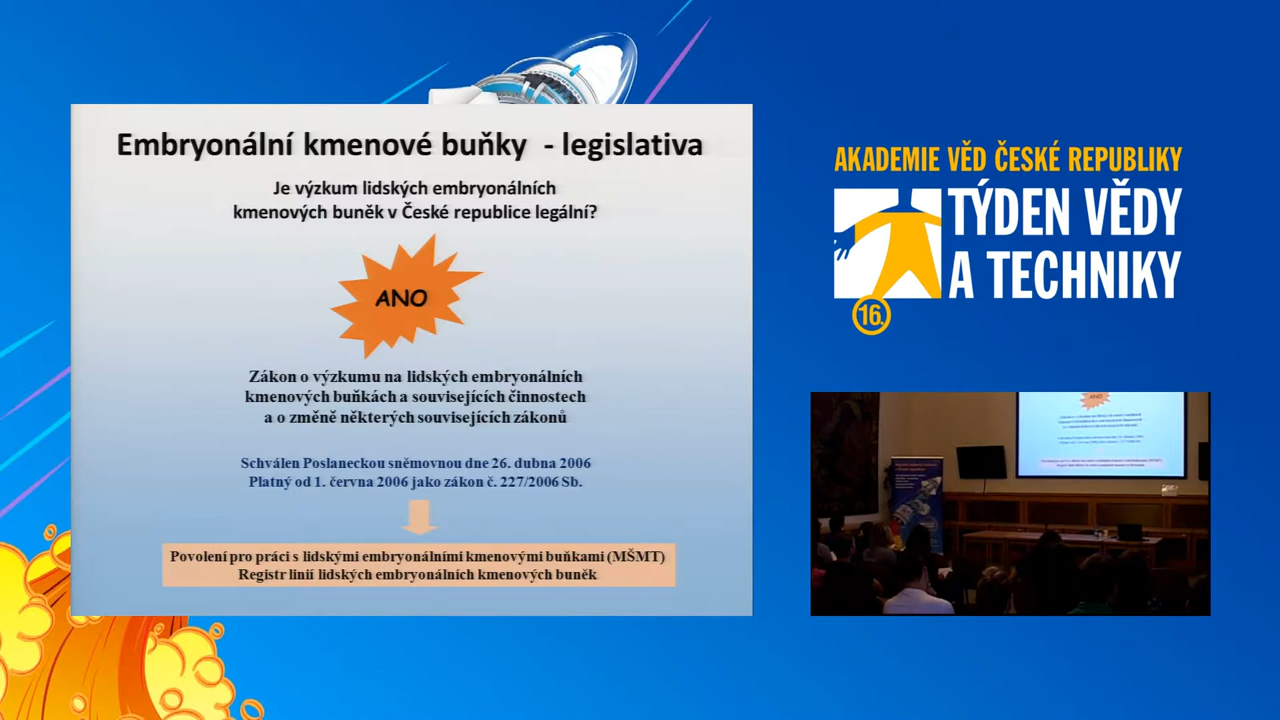 Embryonální kmenové buňky - legislativa
Je výzkum lidských embryonálních
kmenových buněk v České republice legální?
ANO
Zákon o výzkumu na lidských embryonálních
kmenových buňkách a souvisejících činnostech
a o změně některých souvisejících zákonů
Schválen Poslaneckou sněmovnou dne 26. dubna 2006
Platný od 1. června 2006 jako zákon č. 227/2006 Sb.
Povolení pro práci s lidskými embryonálními kmenovými buňkami (MŠMT)
Registr linií lidských embryonálních kmenových buněk
AKADEMIE VĚD ČESKÉ REPUBLIKY
TÝDEN VĚDY
A TECHNIKY
16.
ANO